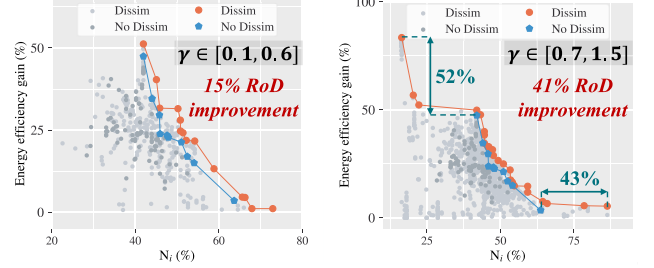 Dissim
No Dissim
Dissim
No Dissim
γ ∈ [0.1, 0.6]
15% RoD
improvement
Energy efficiency gain (%)
50
25
0
20
40
60
80
Nᵢ (%)
Dissim
No Dissim
Dissim
No Dissim
γ ∈ [0.7, 1.5]
52%
41% RoD
improvement
43%
Energy efficiency gain (%)
100
50
0
25
50
75
Nᵢ (%)